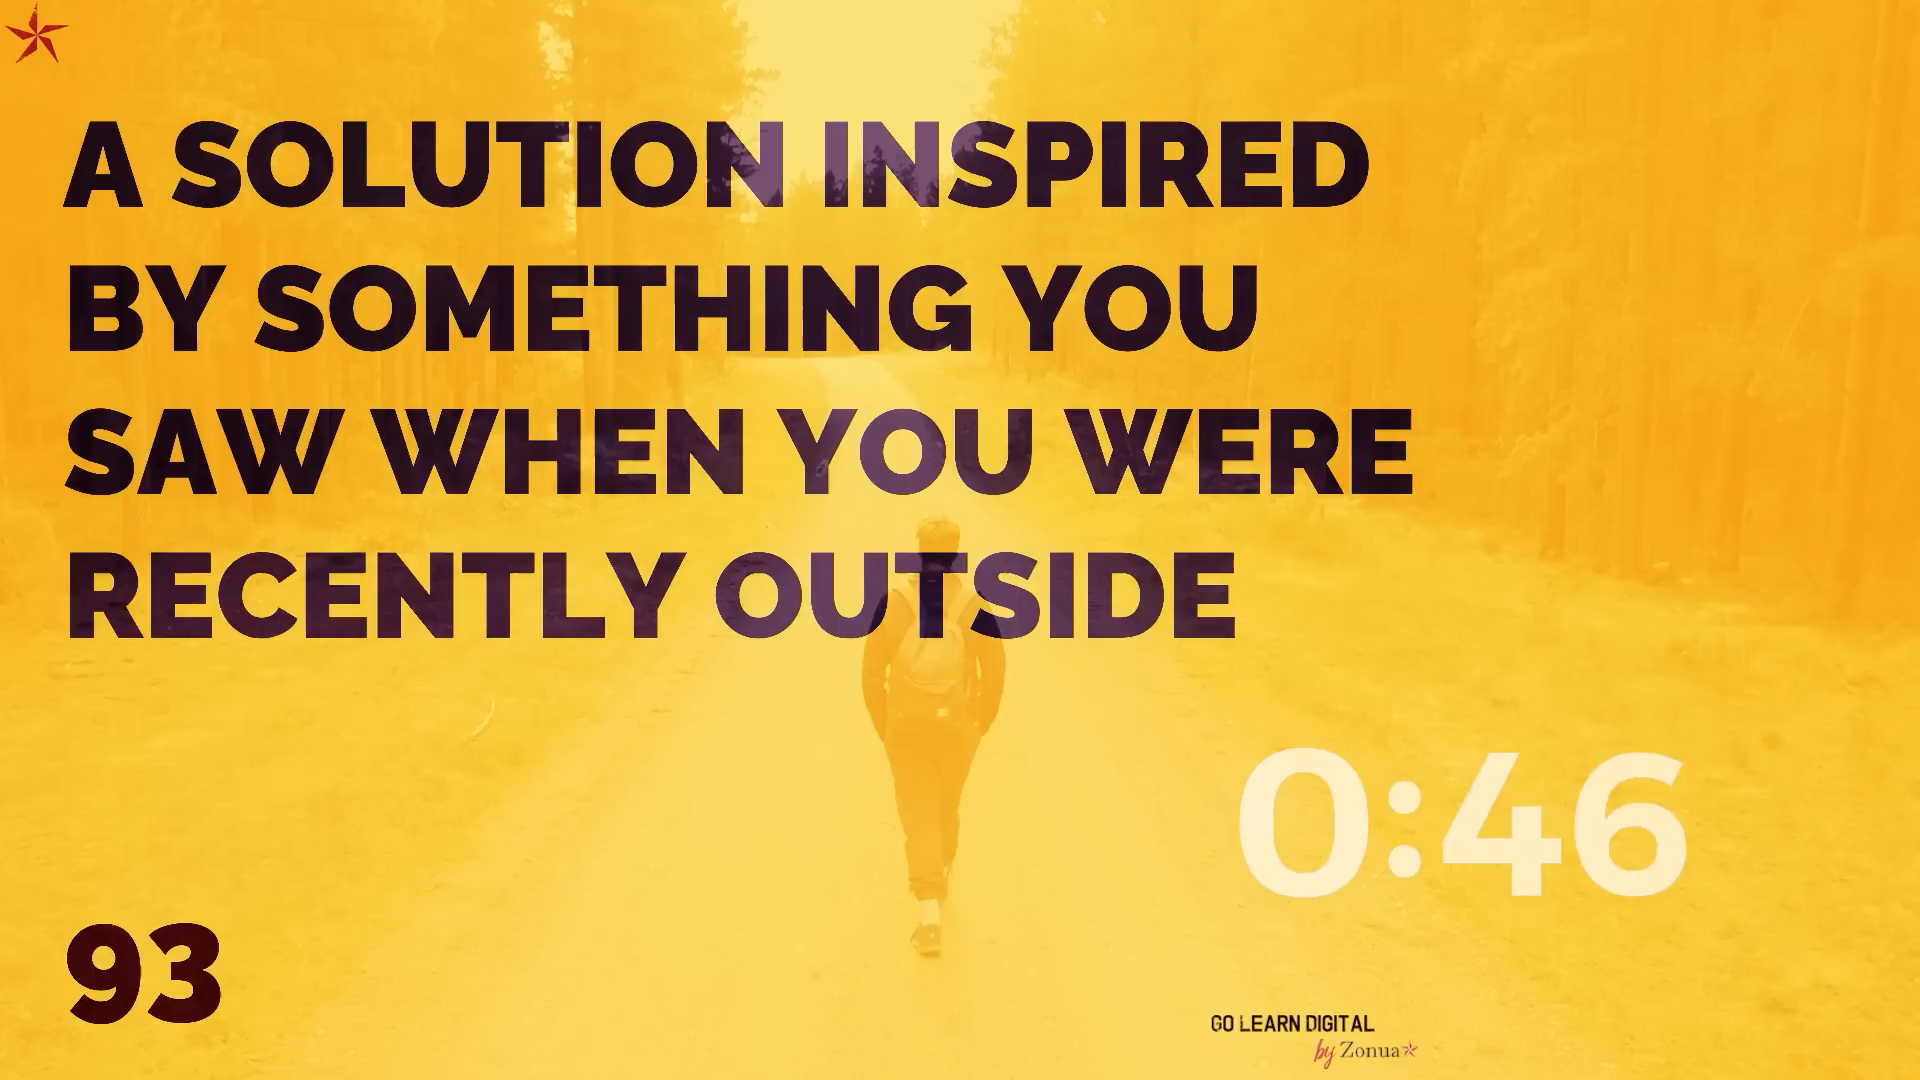 A SOLUTION INSPIRED
BY SOMETHING YOU
SAW WHEN YOU WERE
RECENTLY OUTSIDE
0:46
93
GO LEARN DIGITAL
by Zonua